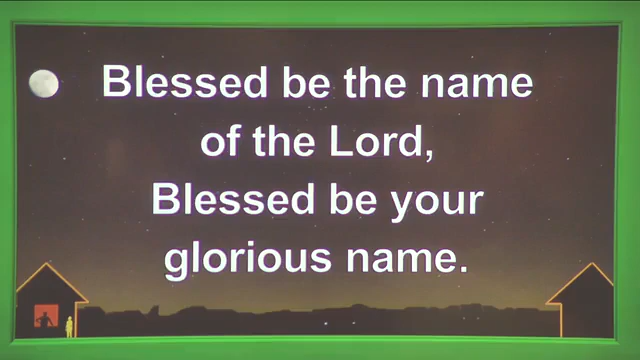 Blessed be the name
of the Lord,
Blessed be your
glorious name.